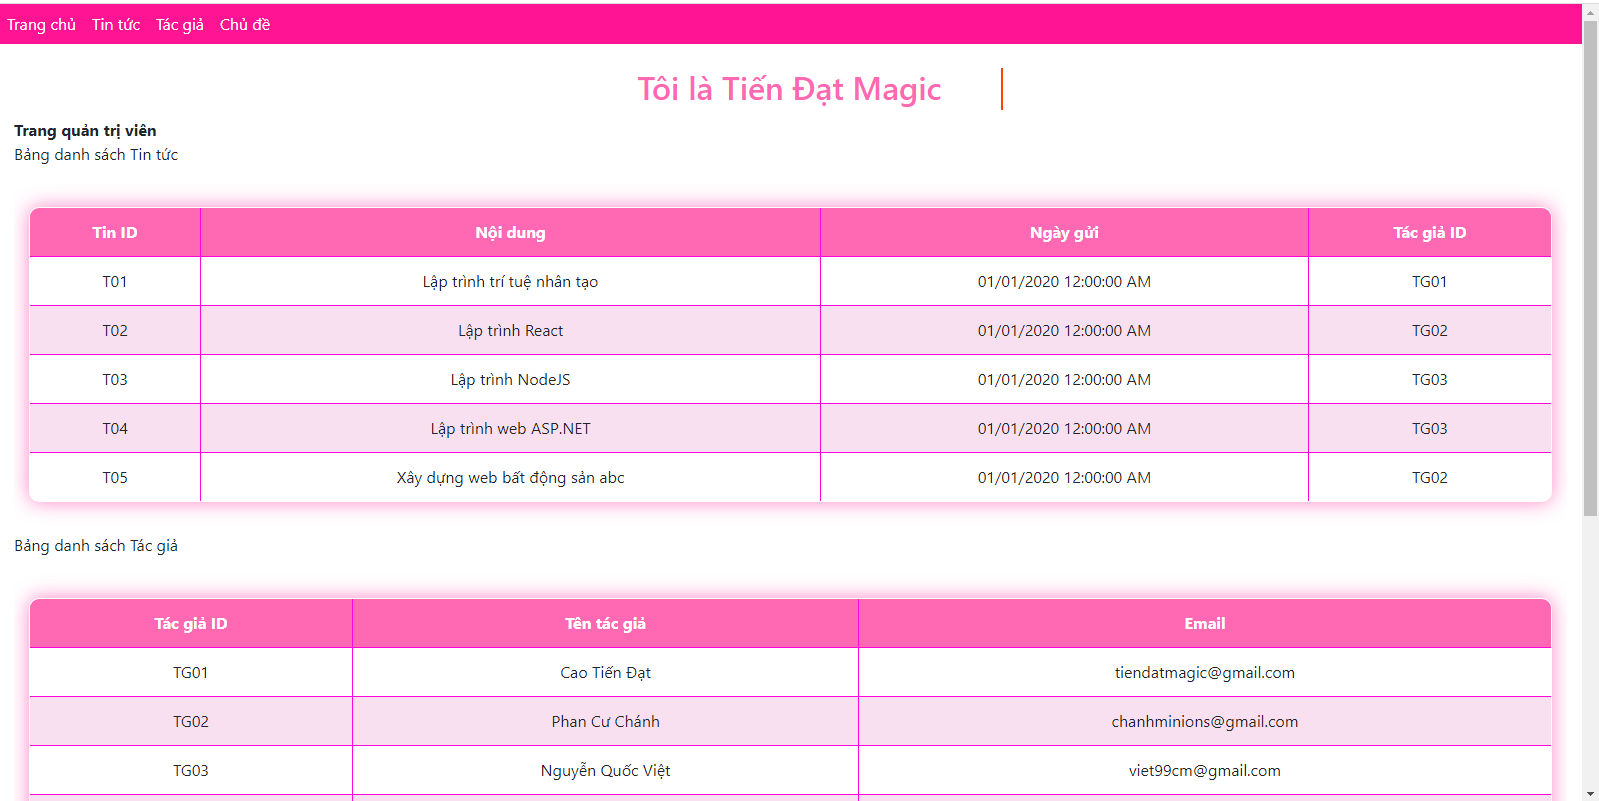 Trang chủ Tin tức Tác giả Chủ đề
Tôi là Tiến Đạt Magic
Trang quản trị viên
Bảng danh sách Tin tức
Tin ID Nội dung Ngày gửi Tác giả ID
T01 Lập trình trí tuệ nhân tạo 01/01/2020 12:00:00 AM TG01
T02 Lập trình React 01/01/2020 12:00:00 AM TG02
T03 Lập trình NodeJS 01/01/2020 12:00:00 AM TG03
T04 Lập trình web ASP.NET 01/01/2020 12:00:00 AM TG03
T05 Xây dựng web bất động sản abc 01/01/2020 12:00:00 AM TG02
Bảng danh sách Tác giả
Tác giả ID Tên tác giả Email
TG01 Cao Tiến Đạt tiendatmagic@gmail.com
TG02 Phan Cư Chánh chanhminions@gmail.com
TG03 Nguyễn Quốc Việt viet99cm@gmail.com